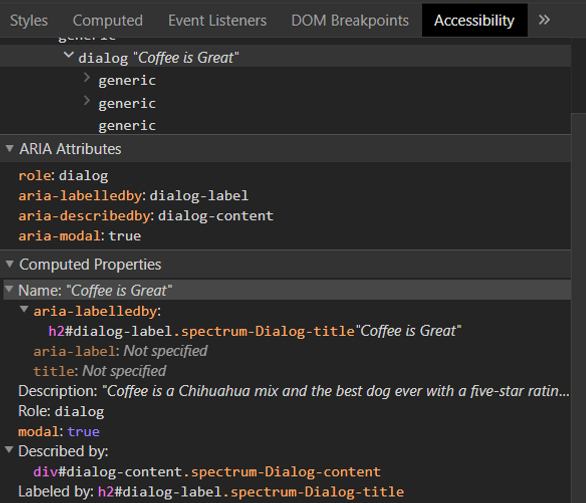 Styles Computed Event Listeners DOM Breakpoints Accessibility »
generic
dialog "Coffee is Great"
generic
generic
generic
ARIA Attributes
role: dialog
aria-labelledby: dialog-label
aria-describedby: dialog-content
aria-modal: true
Computed Properties
Name: "Coffee is Great"
aria-labelledby:
h2#dialog-label.spectrum-Dialog-title"Coffee is Great"
aria-label: Not specified
title: Not specified
Description: "Coffee is a Chihuahua mix and the best dog ever with a five-star ratin...
Role: dialog
modal: true
Described by:
div#dialog-content.spectrum-Dialog-content
Labeled by: h2#dialog-label.spectrum-Dialog-title